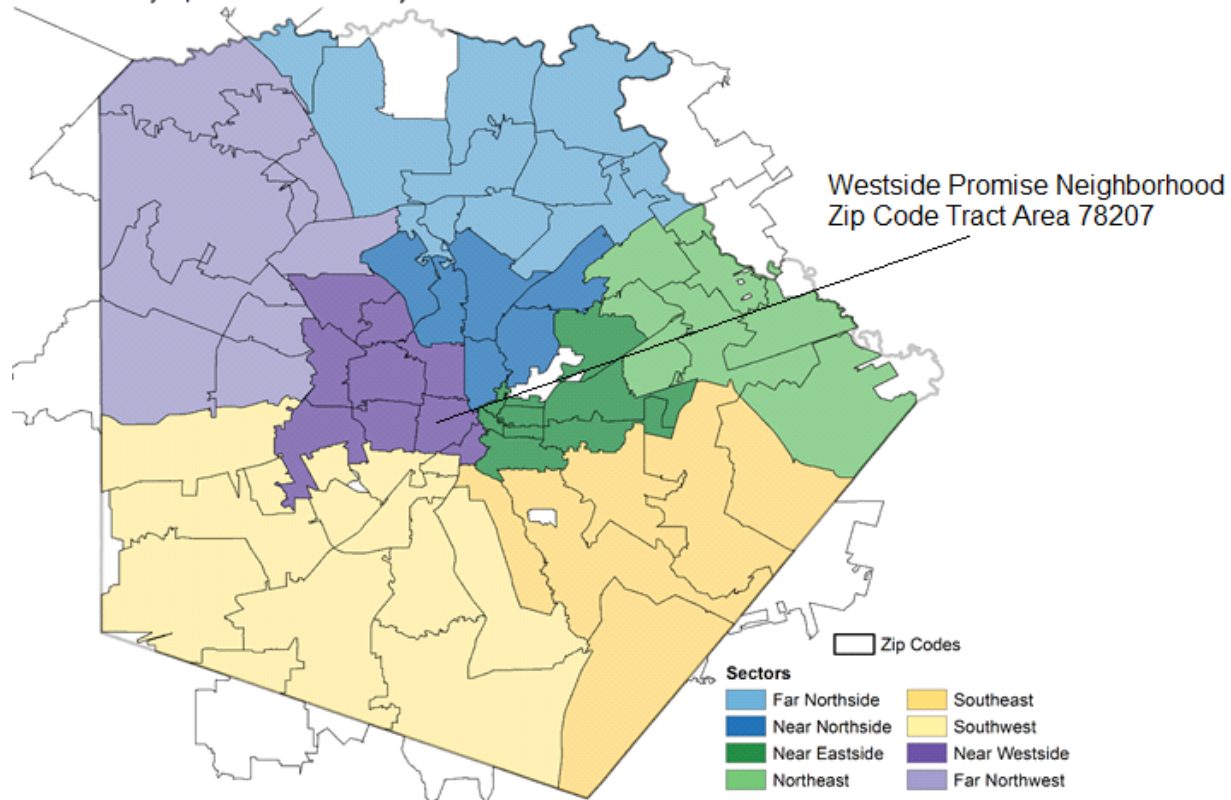 Westside Promise Neighborhood
Zip Code Tract Area 78207
Zip Codes
Sectors
Far Northside
Near Northside
Near Eastside
Northeast
Southeast
Southwest
Near Westside
Far Northwest